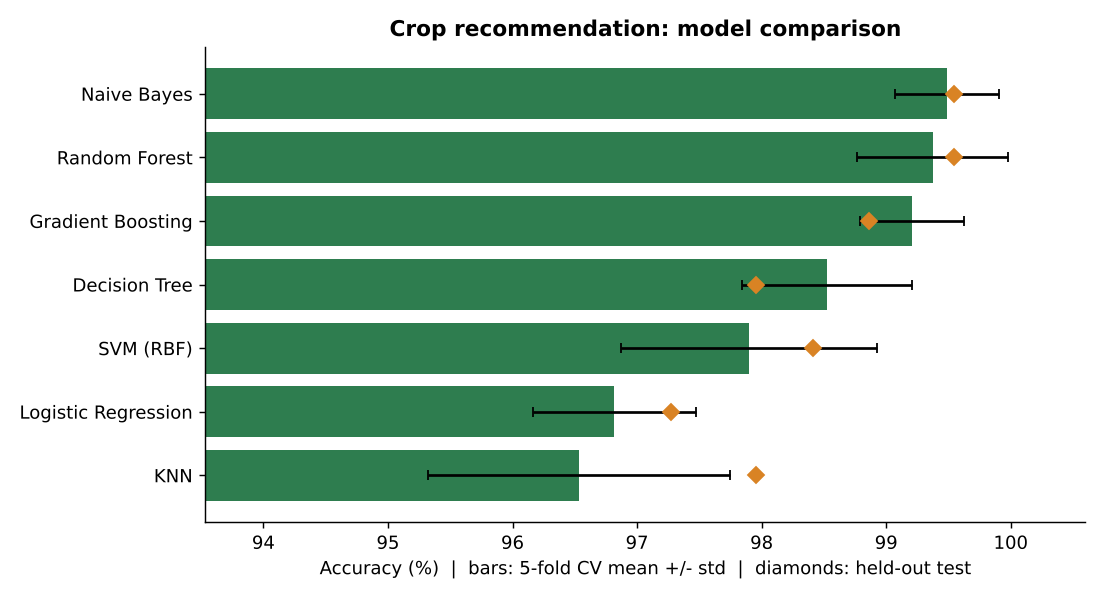 Crop recommendation: model comparison
Naive Bayes
Random Forest
Gradient Boosting
Decision Tree
SVM (RBF)
Logistic Regression
KNN
94 95 96 97 98 99 100
Accuracy (%) | bars: 5-fold CV mean +/- std | diamonds: held-out test